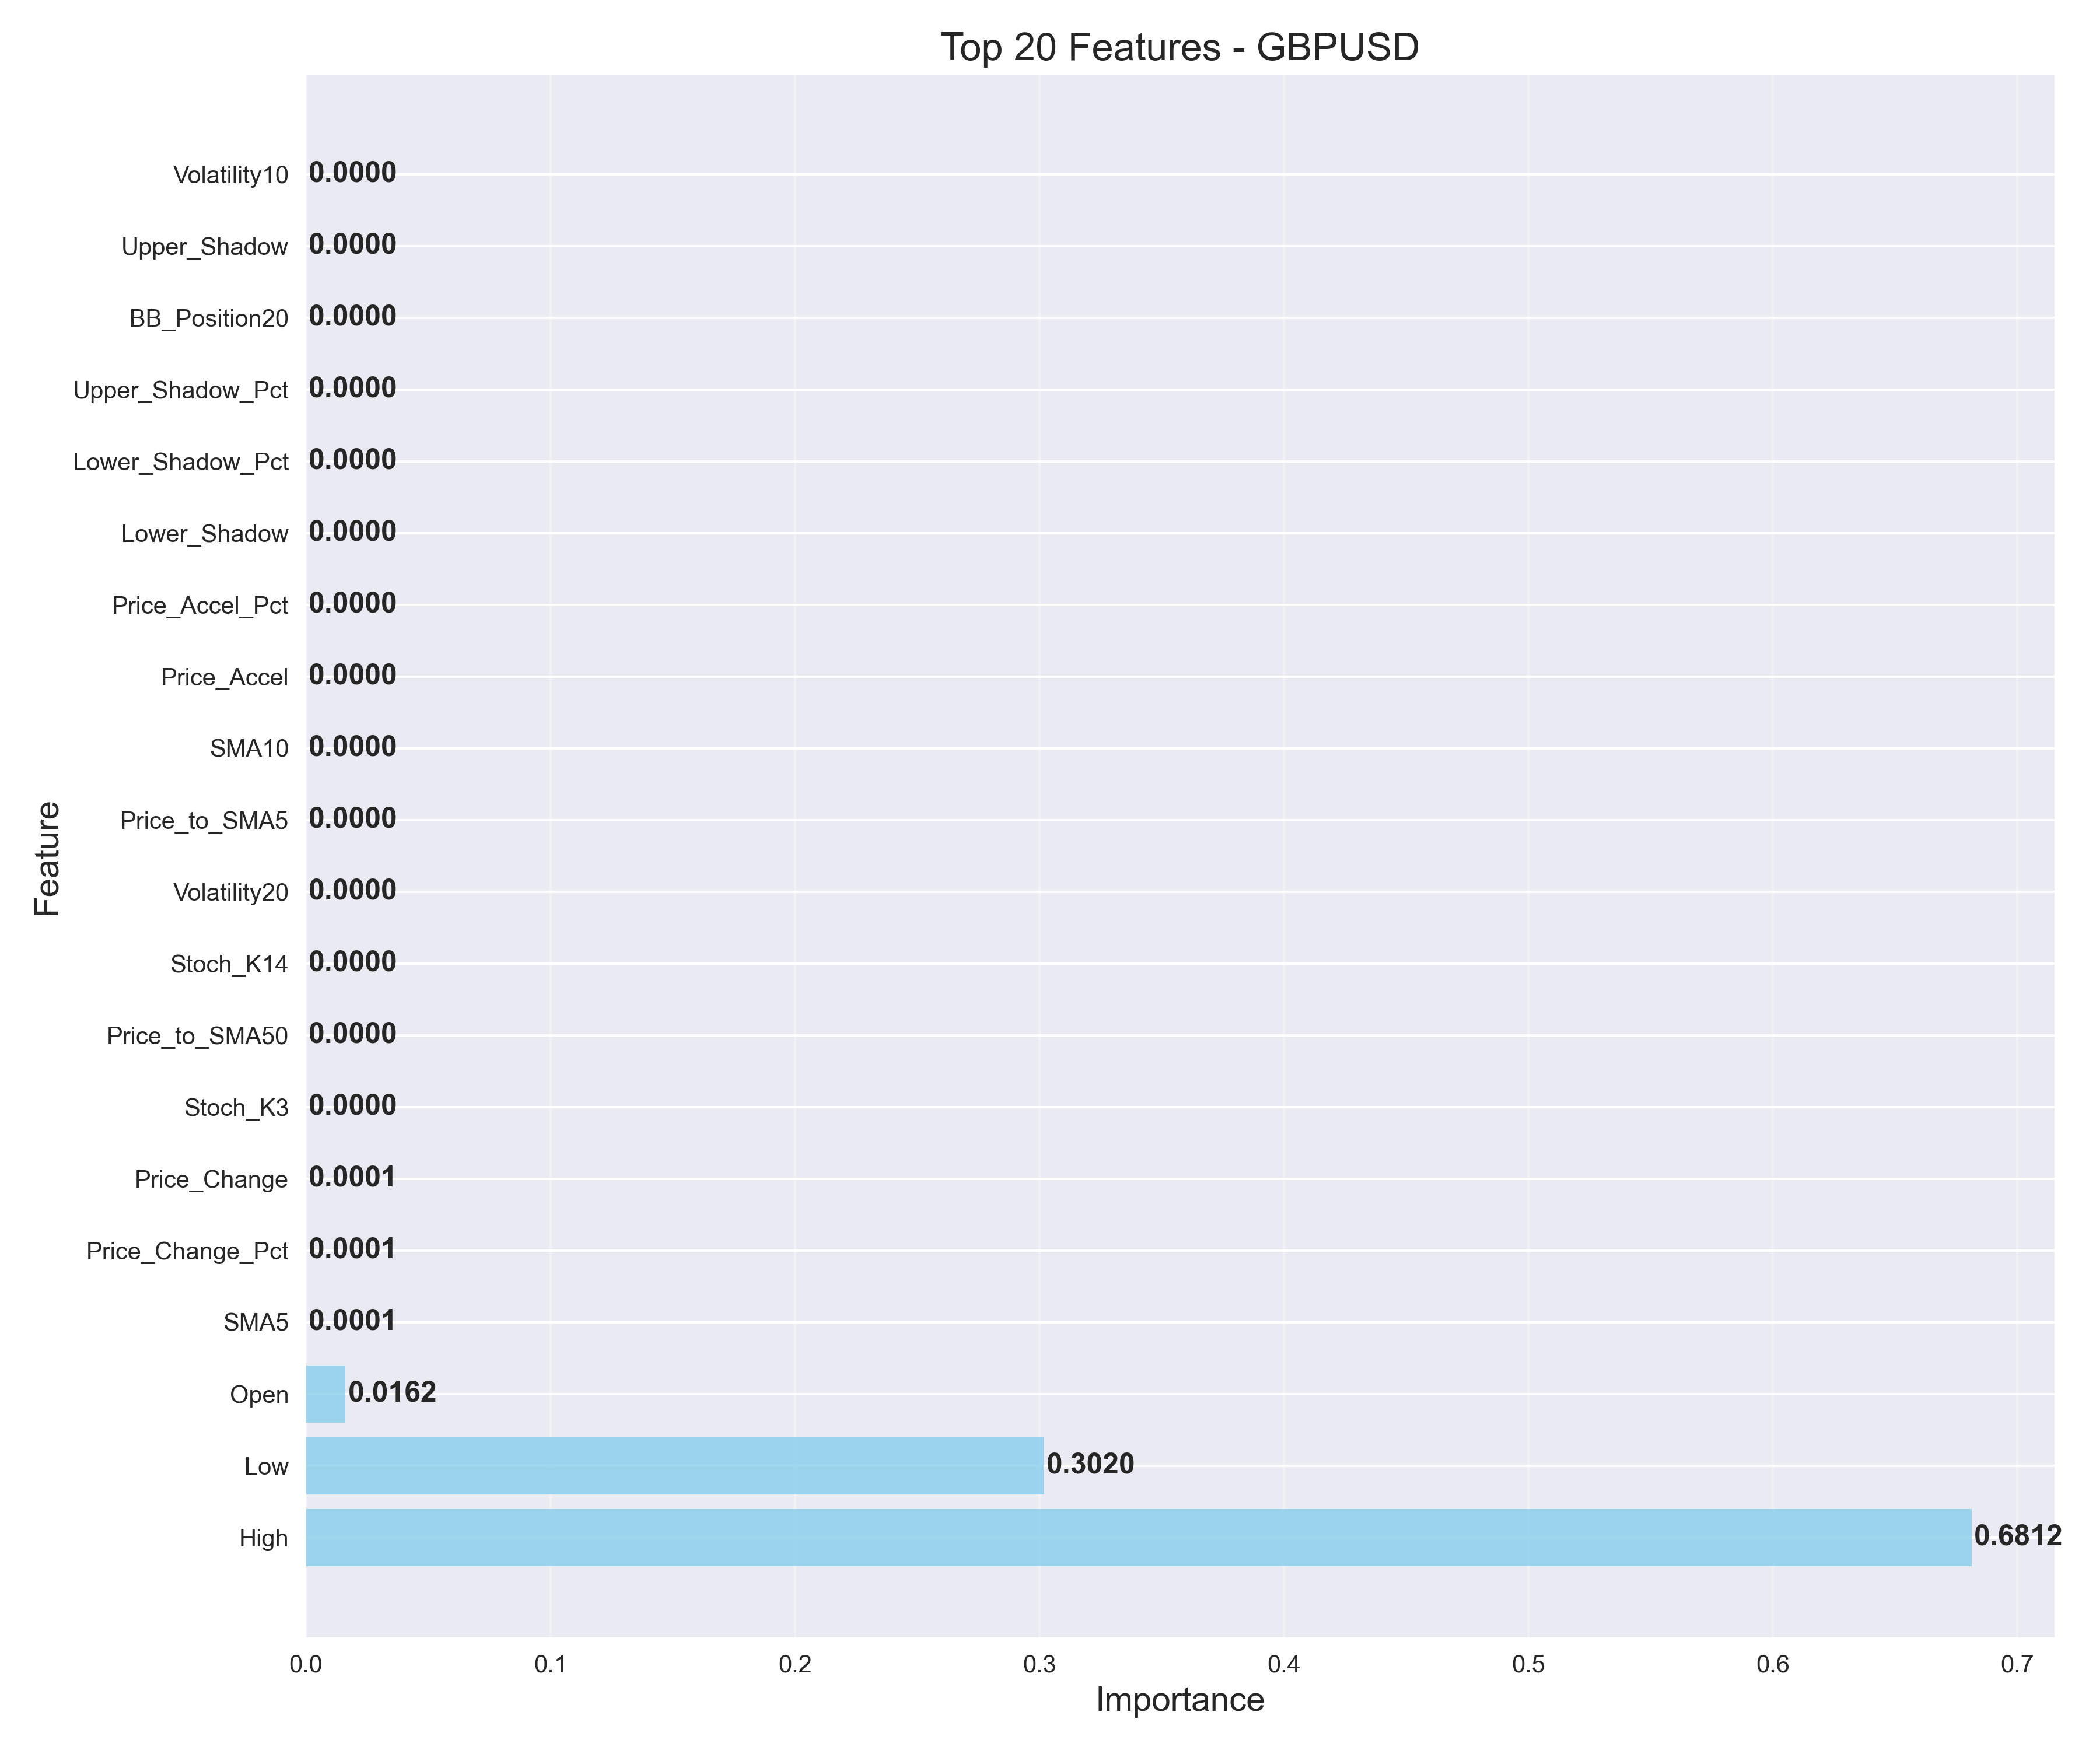 Top 20 Features - GBPUSD
Volatility10 0.0000
Upper_Shadow 0.0000
BB_Position20 0.0000
Upper_Shadow_Pct 0.0000
Lower_Shadow_Pct 0.0000
Lower_Shadow 0.0000
Price_Accel_Pct 0.0000
Price_Accel 0.0000
SMA10 0.0000
Price_to_SMA5 0.0000
Volatility20 0.0000
Stoch_K14 0.0000
Price_to_SMA50 0.0000
Stoch_K3 0.0000
Price_Change 0.0001
Price_Change_Pct 0.0001
SMA5 0.0001
Open 0.0162
Low 0.3020
High 0.6812
Feature
0.0 0.1 0.2 0.3 0.4 0.5 0.6 0.7
Importance